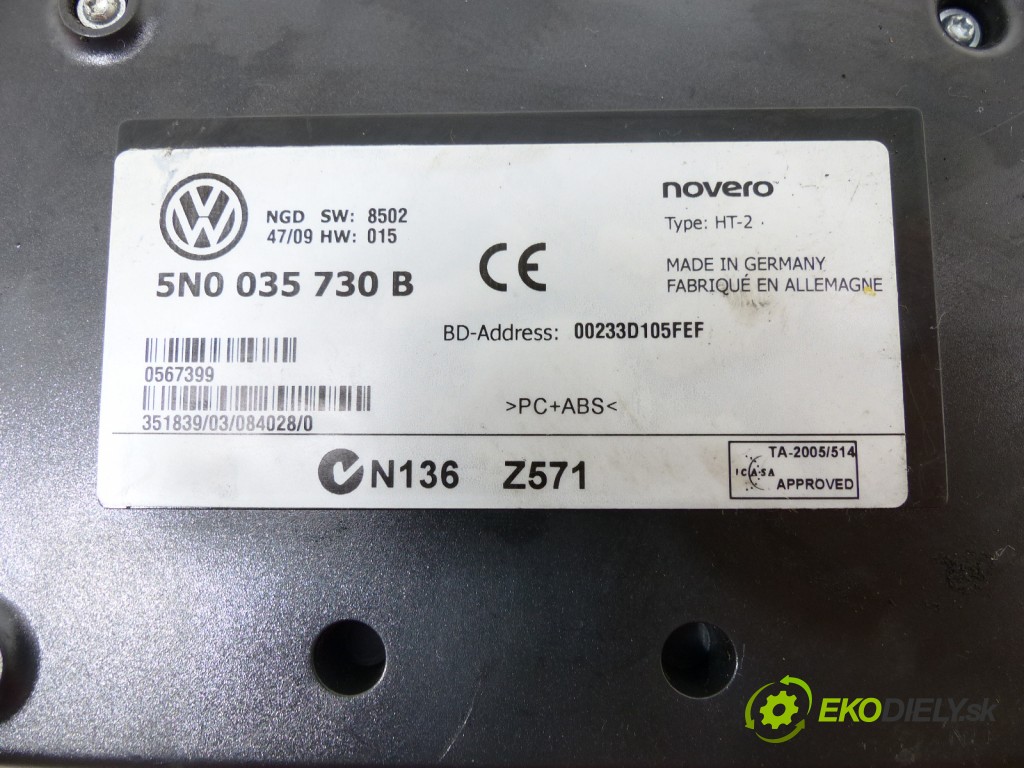 NGD SW: 8502
47/09 HW: 015
5N0 035 730 B
novero™
Type: HT-2
MADE IN GERMANY
FABRIQUÉ EN ALLEMAGNE
CE
BD-Address: 00233D105FEF
0567399
351839/03/084028/0
>PC+ABS<
N136 Z571
TA-2005/514
ICASA
APPROVED
EKODIELY.sk